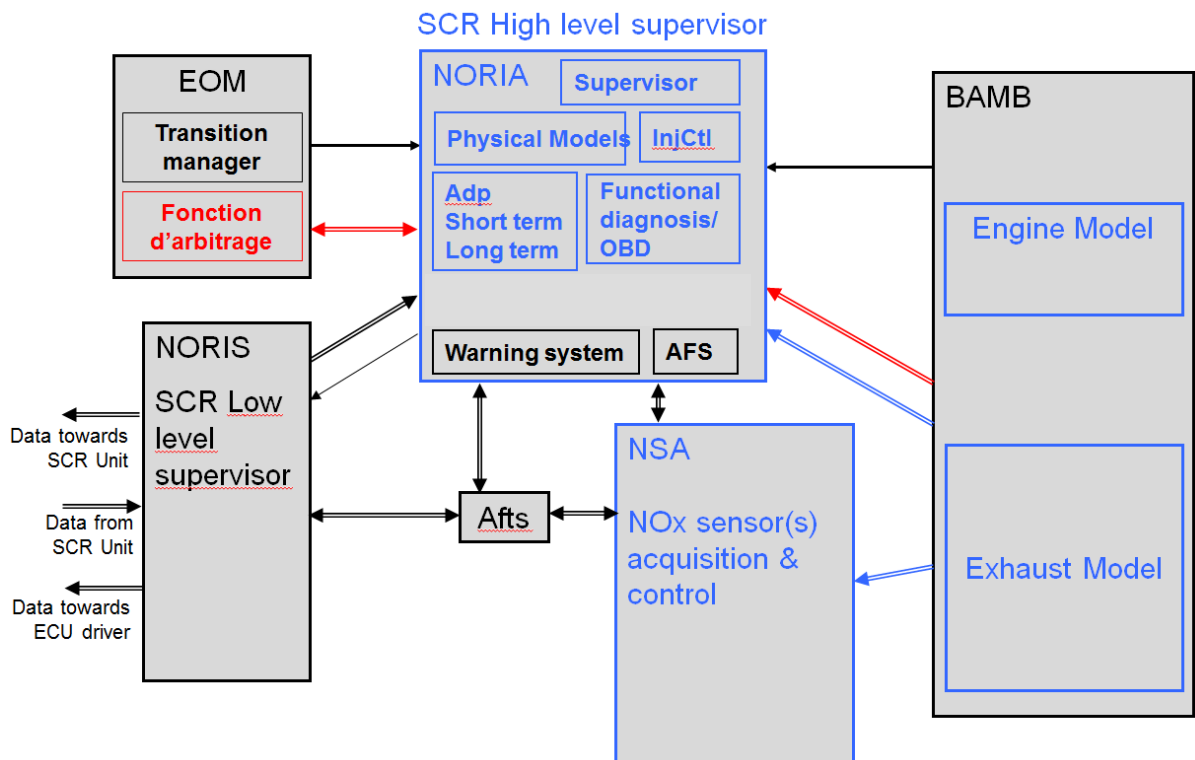 SCR High level supervisor
EOM
Transition
manager
Fonction
d'arbitrage
NORIA
Supervisor
Physical Models
InjCtl
Adp
Short term
Long term
Functional
diagnosis/
OBD
Warning system
AFS
BAMB
Engine Model
Exhaust Model
NORIS
SCR Low
level
supervisor
Data towards
SCR Unit
Data from
SCR Unit
Data towards
ECU driver
Afts
NSA
NOx sensor(s)
acquisition &
control